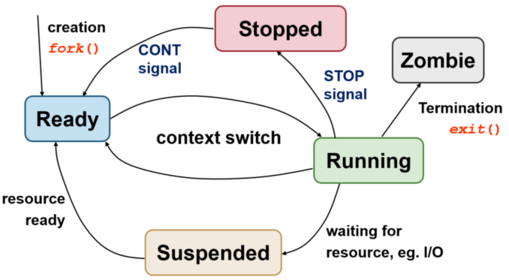 creation
fork()
CONT
signal
Stopped
STOP
signal
Zombie
Termination
exit()
Ready
context switch
Running
resource
ready
Suspended
waiting for
resource, eg. I/O